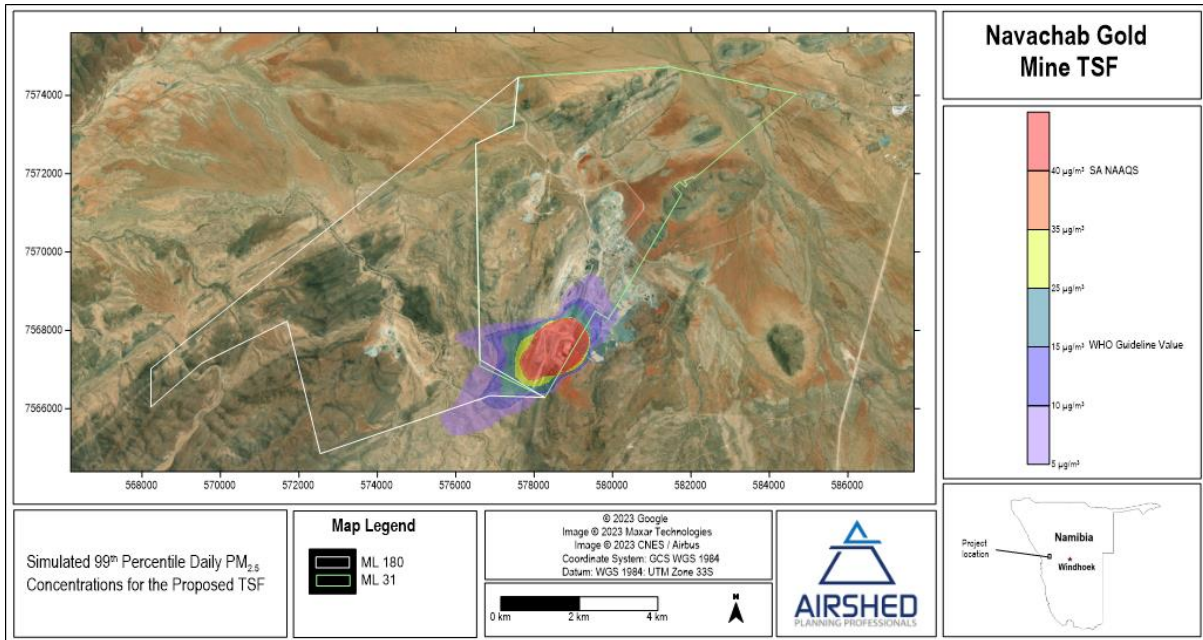 Navachab Gold
Mine TSF
7574000
7572000
7570000
7568000
7566000
568000
570000
572000
574000
576000
578000
580000
582000
584000
586000
40 µg/m³ SA NAAQS
35 µg/m³
25 µg/m³
15 µg/m³ WHO Guideline Value
10 µg/m³
5 µg/m³
Simulated 99th Percentile Daily PM2.5
Concentrations for the Proposed TSF
Map Legend
ML 180
ML 31
© 2023 Google
Image © 2023 Maxar Technologies
Image © 2023 CNES / Airbus
Coordinate System: GCS WGS 1984
Datum: WGS 1984: UTM Zone 33S
0 km
2 km
4 km
N
AIRSHED
PLANNING PROFESSIONALS
Namibia
Project
location
Windhoek